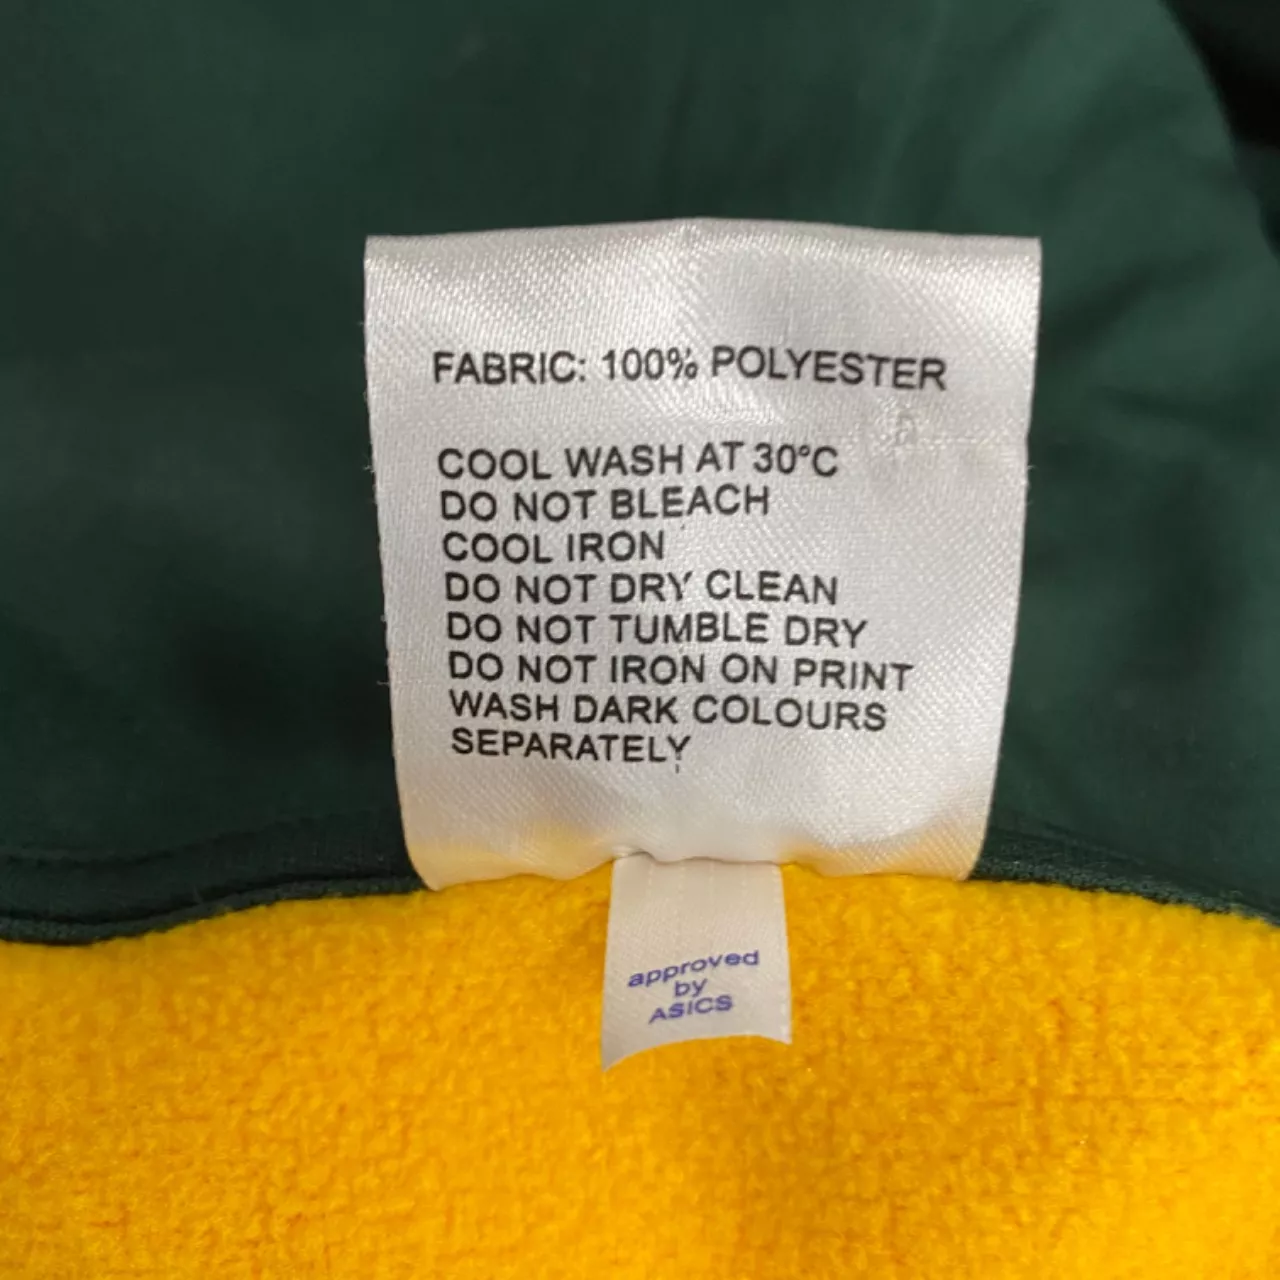 FABRIC: 100% POLYESTER
COOL WASH AT 30°C
DO NOT BLEACH
COOL IRON
DO NOT DRY CLEAN
DO NOT TUMBLE DRY
DO NOT IRON ON PRINT
WASH DARK COLOURS
SEPARATELY
approved
by
ASICS